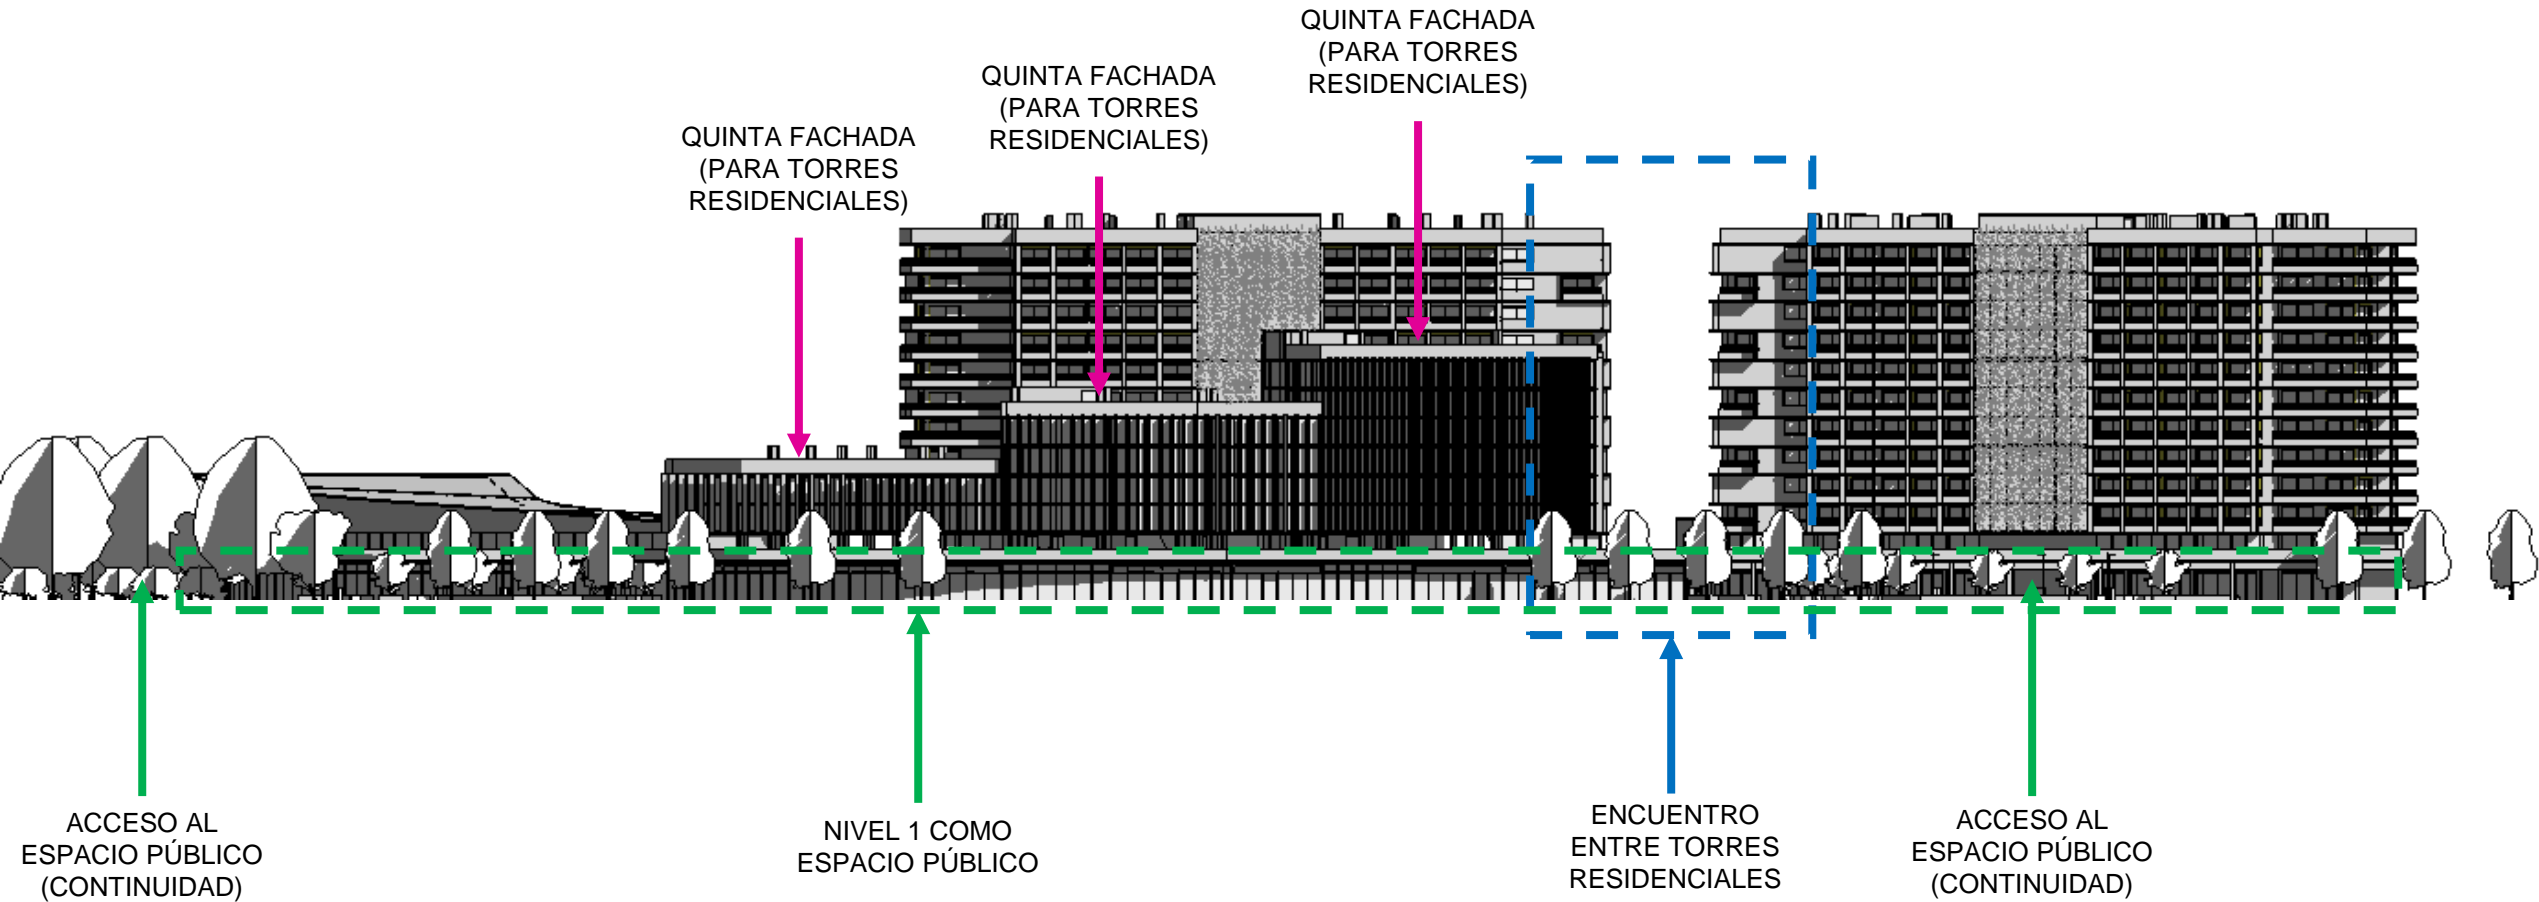 QUINTA FACHADA
(PARA TORRES
RESIDENCIALES)
QUINTA FACHADA
(PARA TORRES
RESIDENCIALES)
QUINTA FACHADA
(PARA TORRES
RESIDENCIALES)
ACCESO AL
ESPACIO PÚBLICO
(CONTINUIDAD)
NIVEL 1 COMO
ESPACIO PÚBLICO
ENCUENTRO
ENTRE TORRES
RESIDENCIALES
ACCESO AL
ESPACIO PÚBLICO
(CONTINUIDAD)